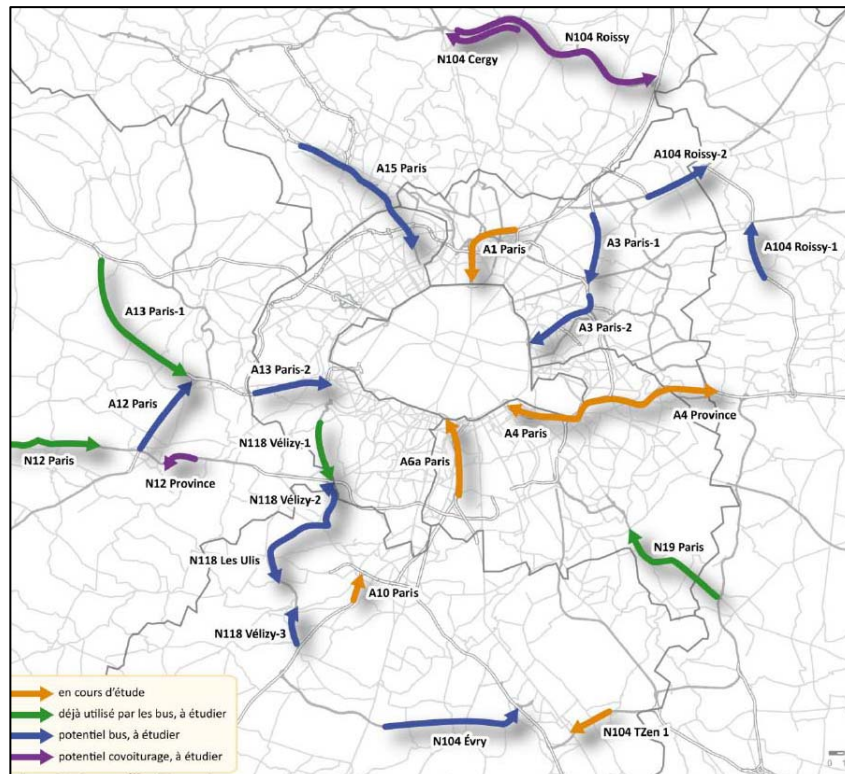 N104 Roissy
N104 Cergy
A15 Paris
A104 Roissy-2
A1 Paris
A3 Paris-1
A104 Roissy-1
A13 Paris-1
A3 Paris-2
A13 Paris-2
A12 Paris
A4 Province
A4 Paris
N118 Vélizy-1
A6a Paris
N12 Paris
N12 Province
N118 Vélizy-2
N19 Paris
N118 Les Ulis
A10 Paris
N118 Vélizy-3
en cours d'étude
déjà utilisé par les bus, à étudier
potentiel bus, à étudier
N104 Évry
N104 TZen 1
potentiel covoiturage, à étudier